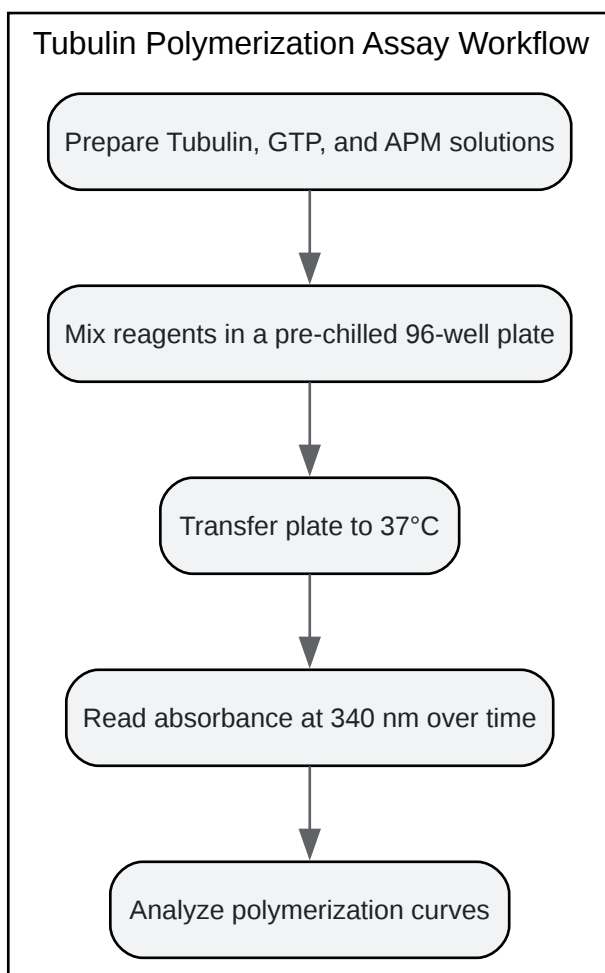 Tubulin Polymerization Assay Workflow
Prepare Tubulin, GTP, and APM solutions
Mix reagents in a pre-chilled 96-well plate
Transfer plate to 37°C
Read absorbance at 340 nm over time
Analyze polymerization curves